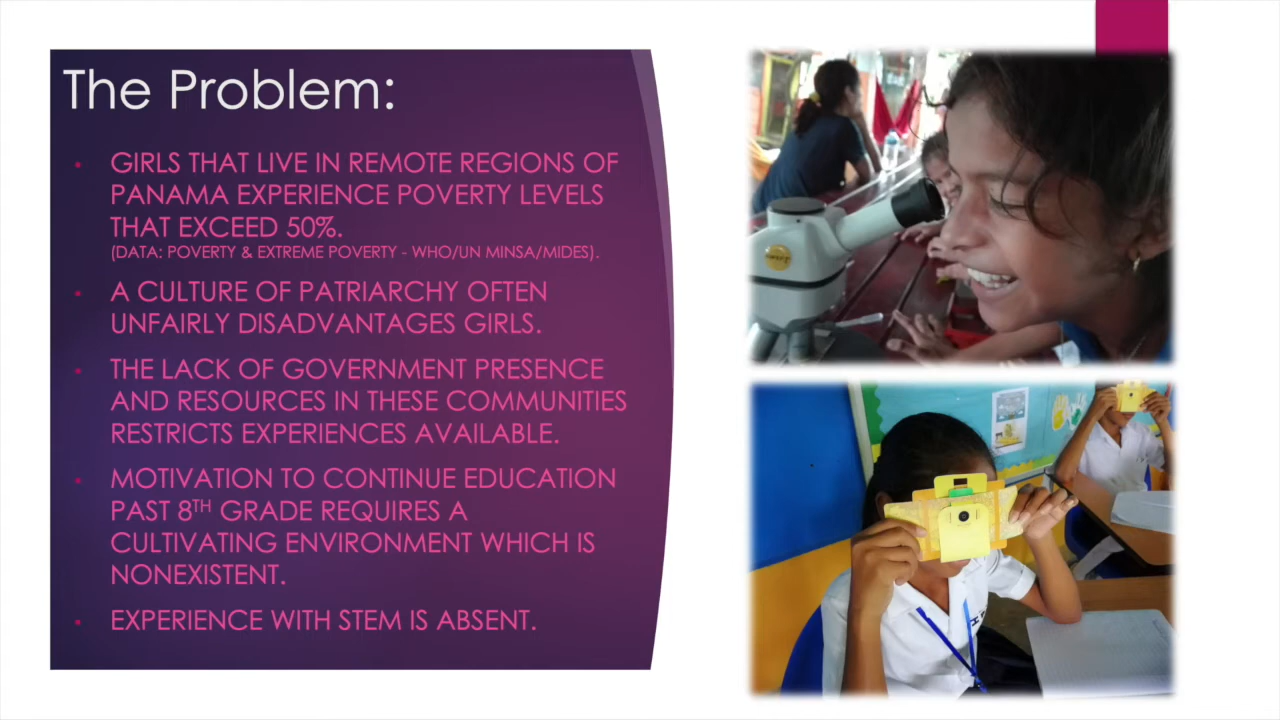 The Problem:
GIRLS THAT LIVE IN REMOTE REGIONS OF
PANAMA EXPERIENCE POVERTY LEVELS
THAT EXCEED 50%.
(DATA: POVERTY & EXTREME POVERTY - WHO/UN MINSA/MIDES).
A CULTURE OF PATRIARCHY OFTEN
UNFAIRLY DISADVANTAGES GIRLS.
THE LACK OF GOVERNMENT PRESENCE
AND RESOURCES IN THESE COMMUNITIES
RESTRICTS EXPERIENCES AVAILABLE.
MOTIVATION TO CONTINUE EDUCATION
PAST 8TH GRADE REQUIRES A
CULTIVATING ENVIRONMENT WHICH IS
NONEXISTENT.
EXPERIENCE WITH STEM IS ABSENT.